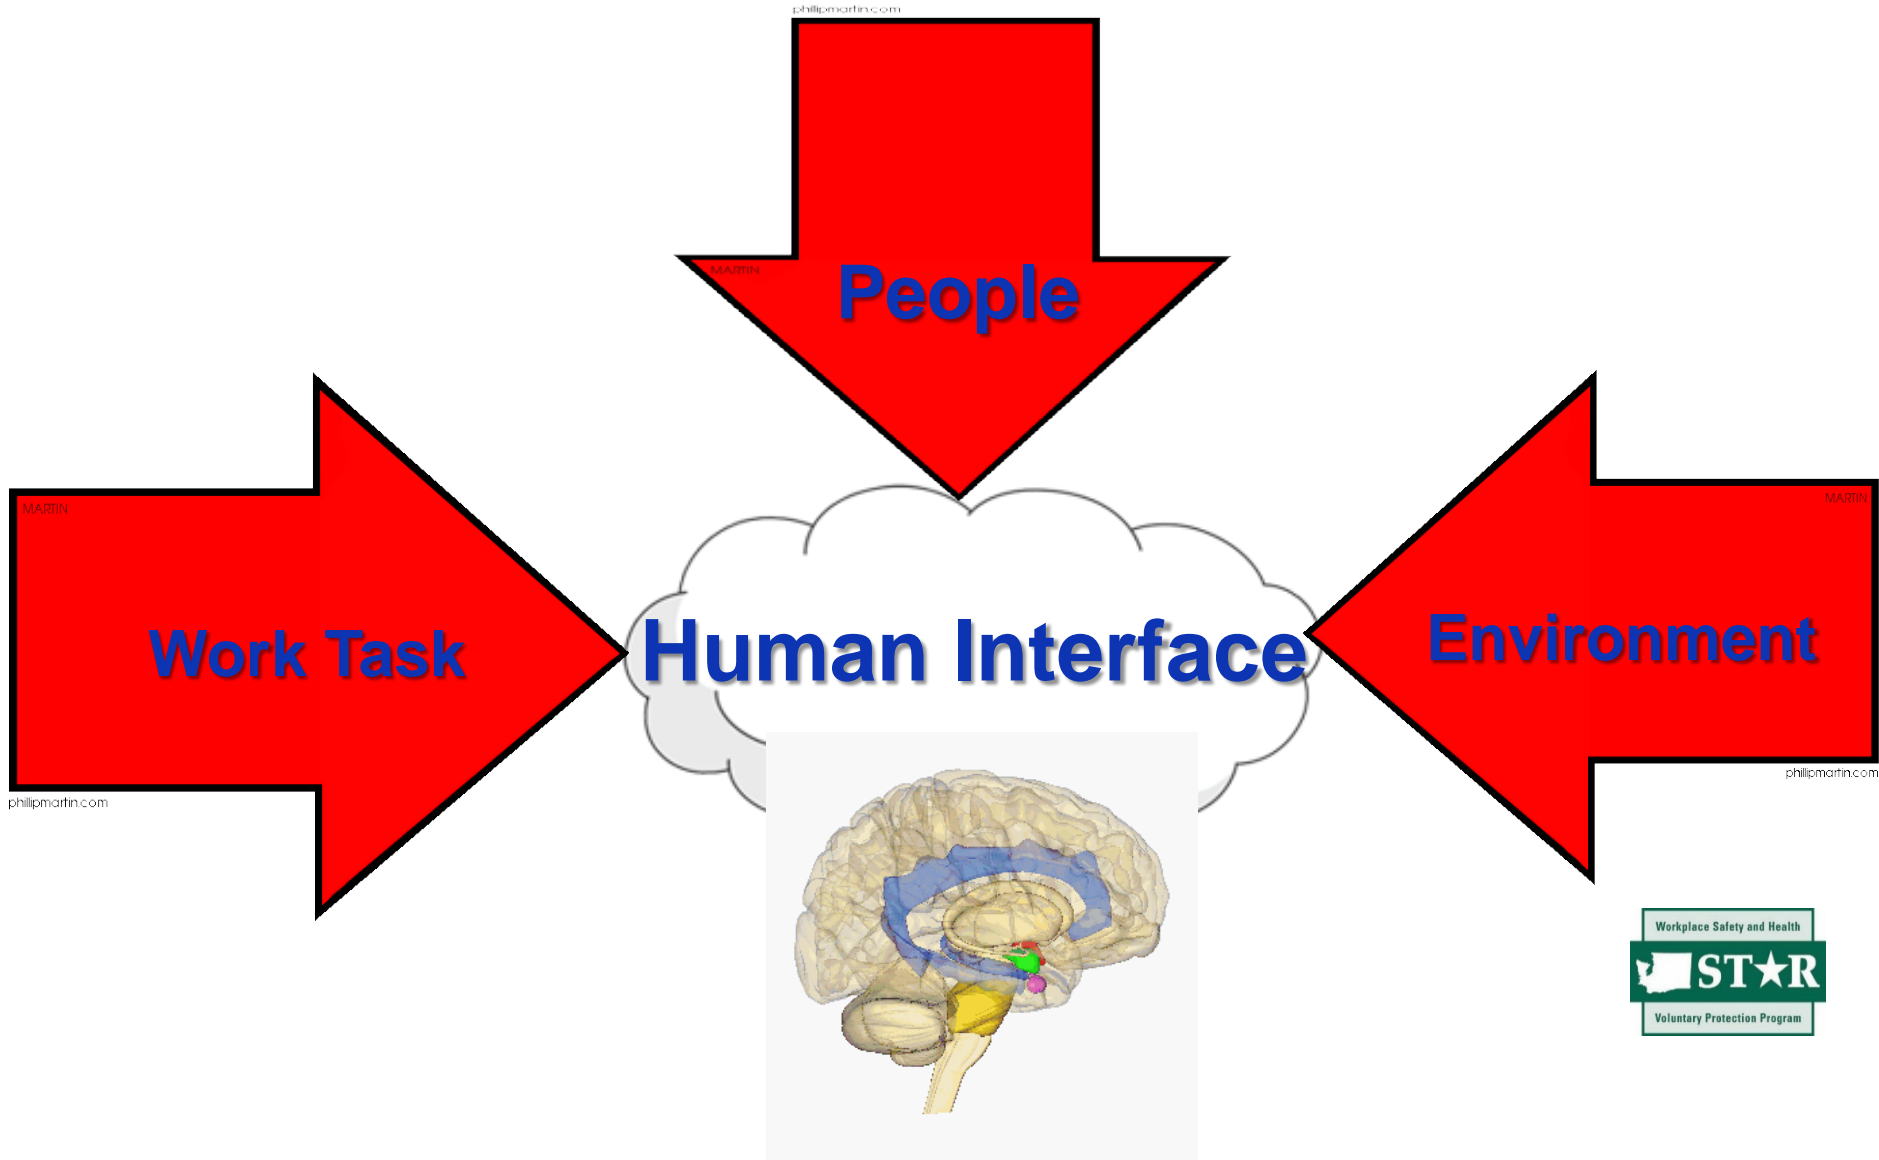 phillipmartin.com
MARTIN
People
MARTIN
Work Task
phillipmartin.com
Human Interface
MARTIN
Environment
phillipmartin.com
Workplace Safety and Health
ST★R
Voluntary Protection Program